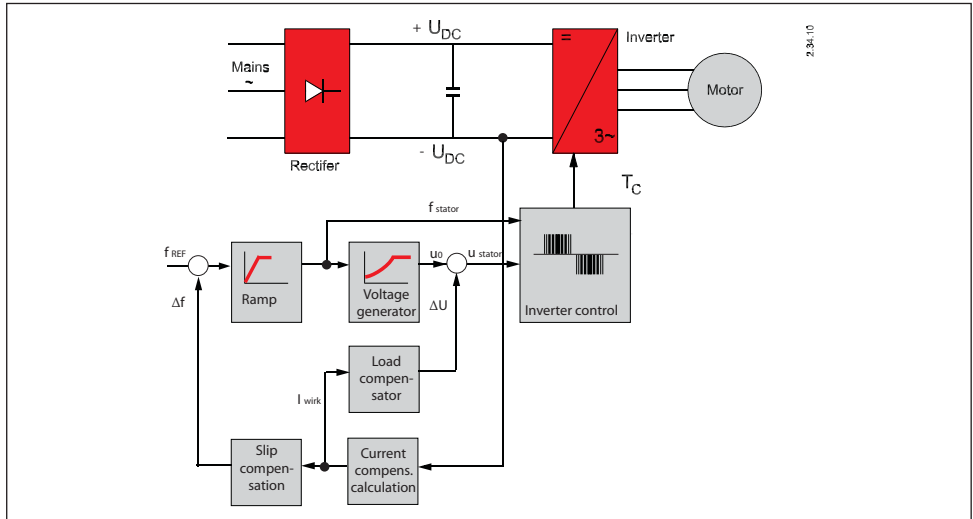 + U DC
Inverter
2.34.10
Mains
~
=
Motor
3~
- U DC
Rectifer
T C
f stator
f REF
u0
u stator
Δf
Ramp
Voltage
generator
ΔU
Inverter control
Load
compen-
sator
I wirk
Slip
compen-
sation
Current
compens.
calculation